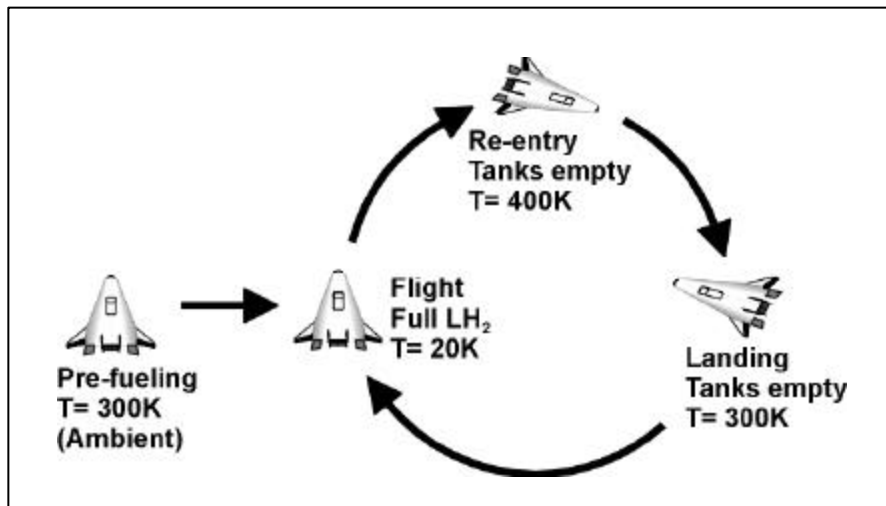 Re-entry
Tanks empty
T= 400K
Flight
Full LH₂
T= 20K
Pre-fueling
T= 300K
(Ambient)
Landing
Tanks empty
T= 300K